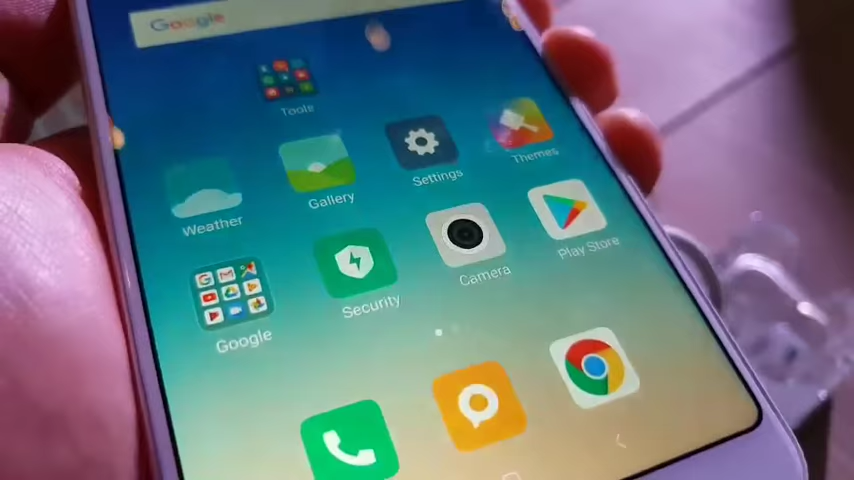 Google
Tools
Weather
Gallery
Settings
Themes
Google
Security
Camera
Play Store